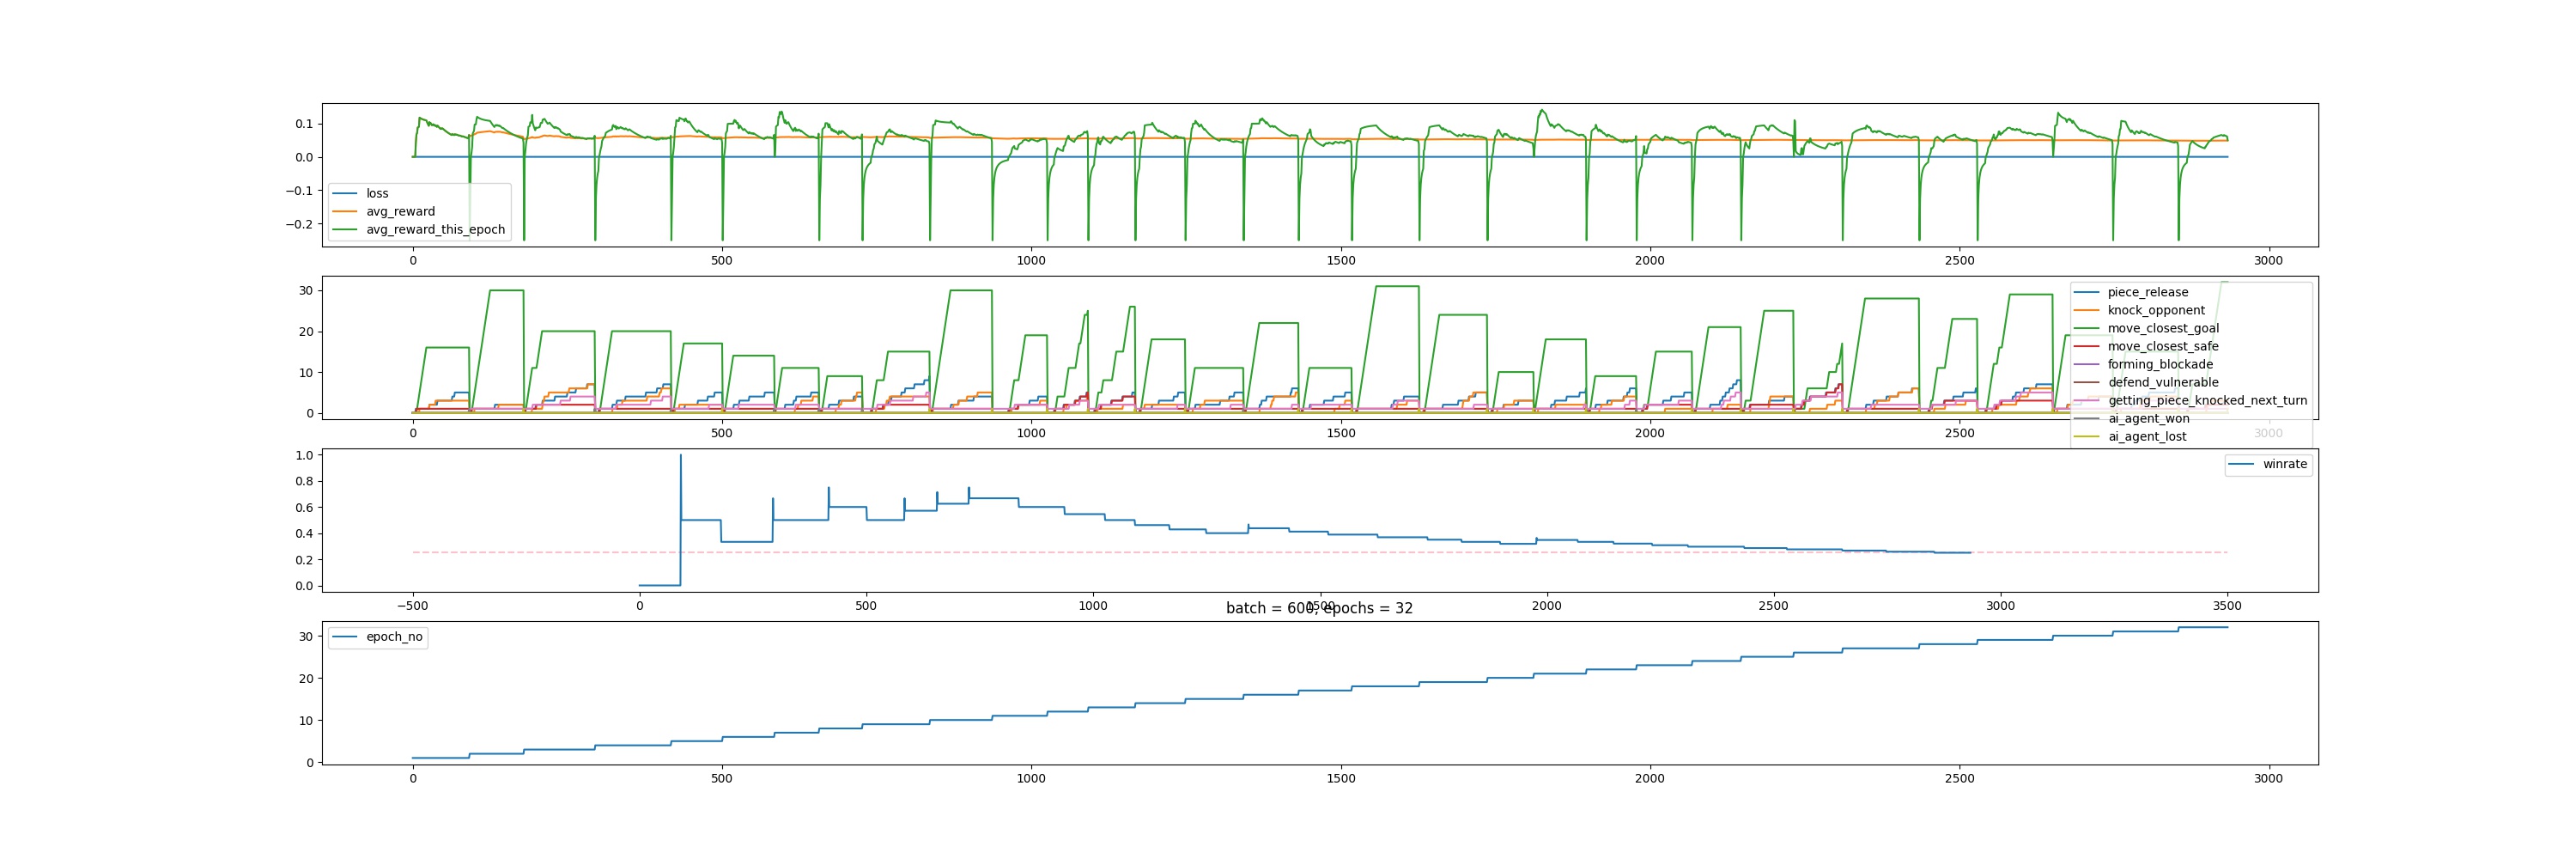 0.1
0.0
−0.1
−0.2
loss
avg_reward
avg_reward_this_epoch
0 500 1000 1500 2000 2500 3000
30
20
10
0
piece_release
knock_opponent
move_closest_goal
move_closest_safe
forming_blockade
defend_vulnerable
getting_piece_knocked_next_turn
ai_agent_won
ai_agent_lost
0 500 1000 1500 2000 2500 3000
1.0
0.8
0.6
0.4
0.2
0.0
winrate
−500 0 500 1000 1500 2000 2500 3000 3500
batch = 600, epochs = 32
30
20
10
0
epoch_no
0 500 1000 1500 2000 2500 3000